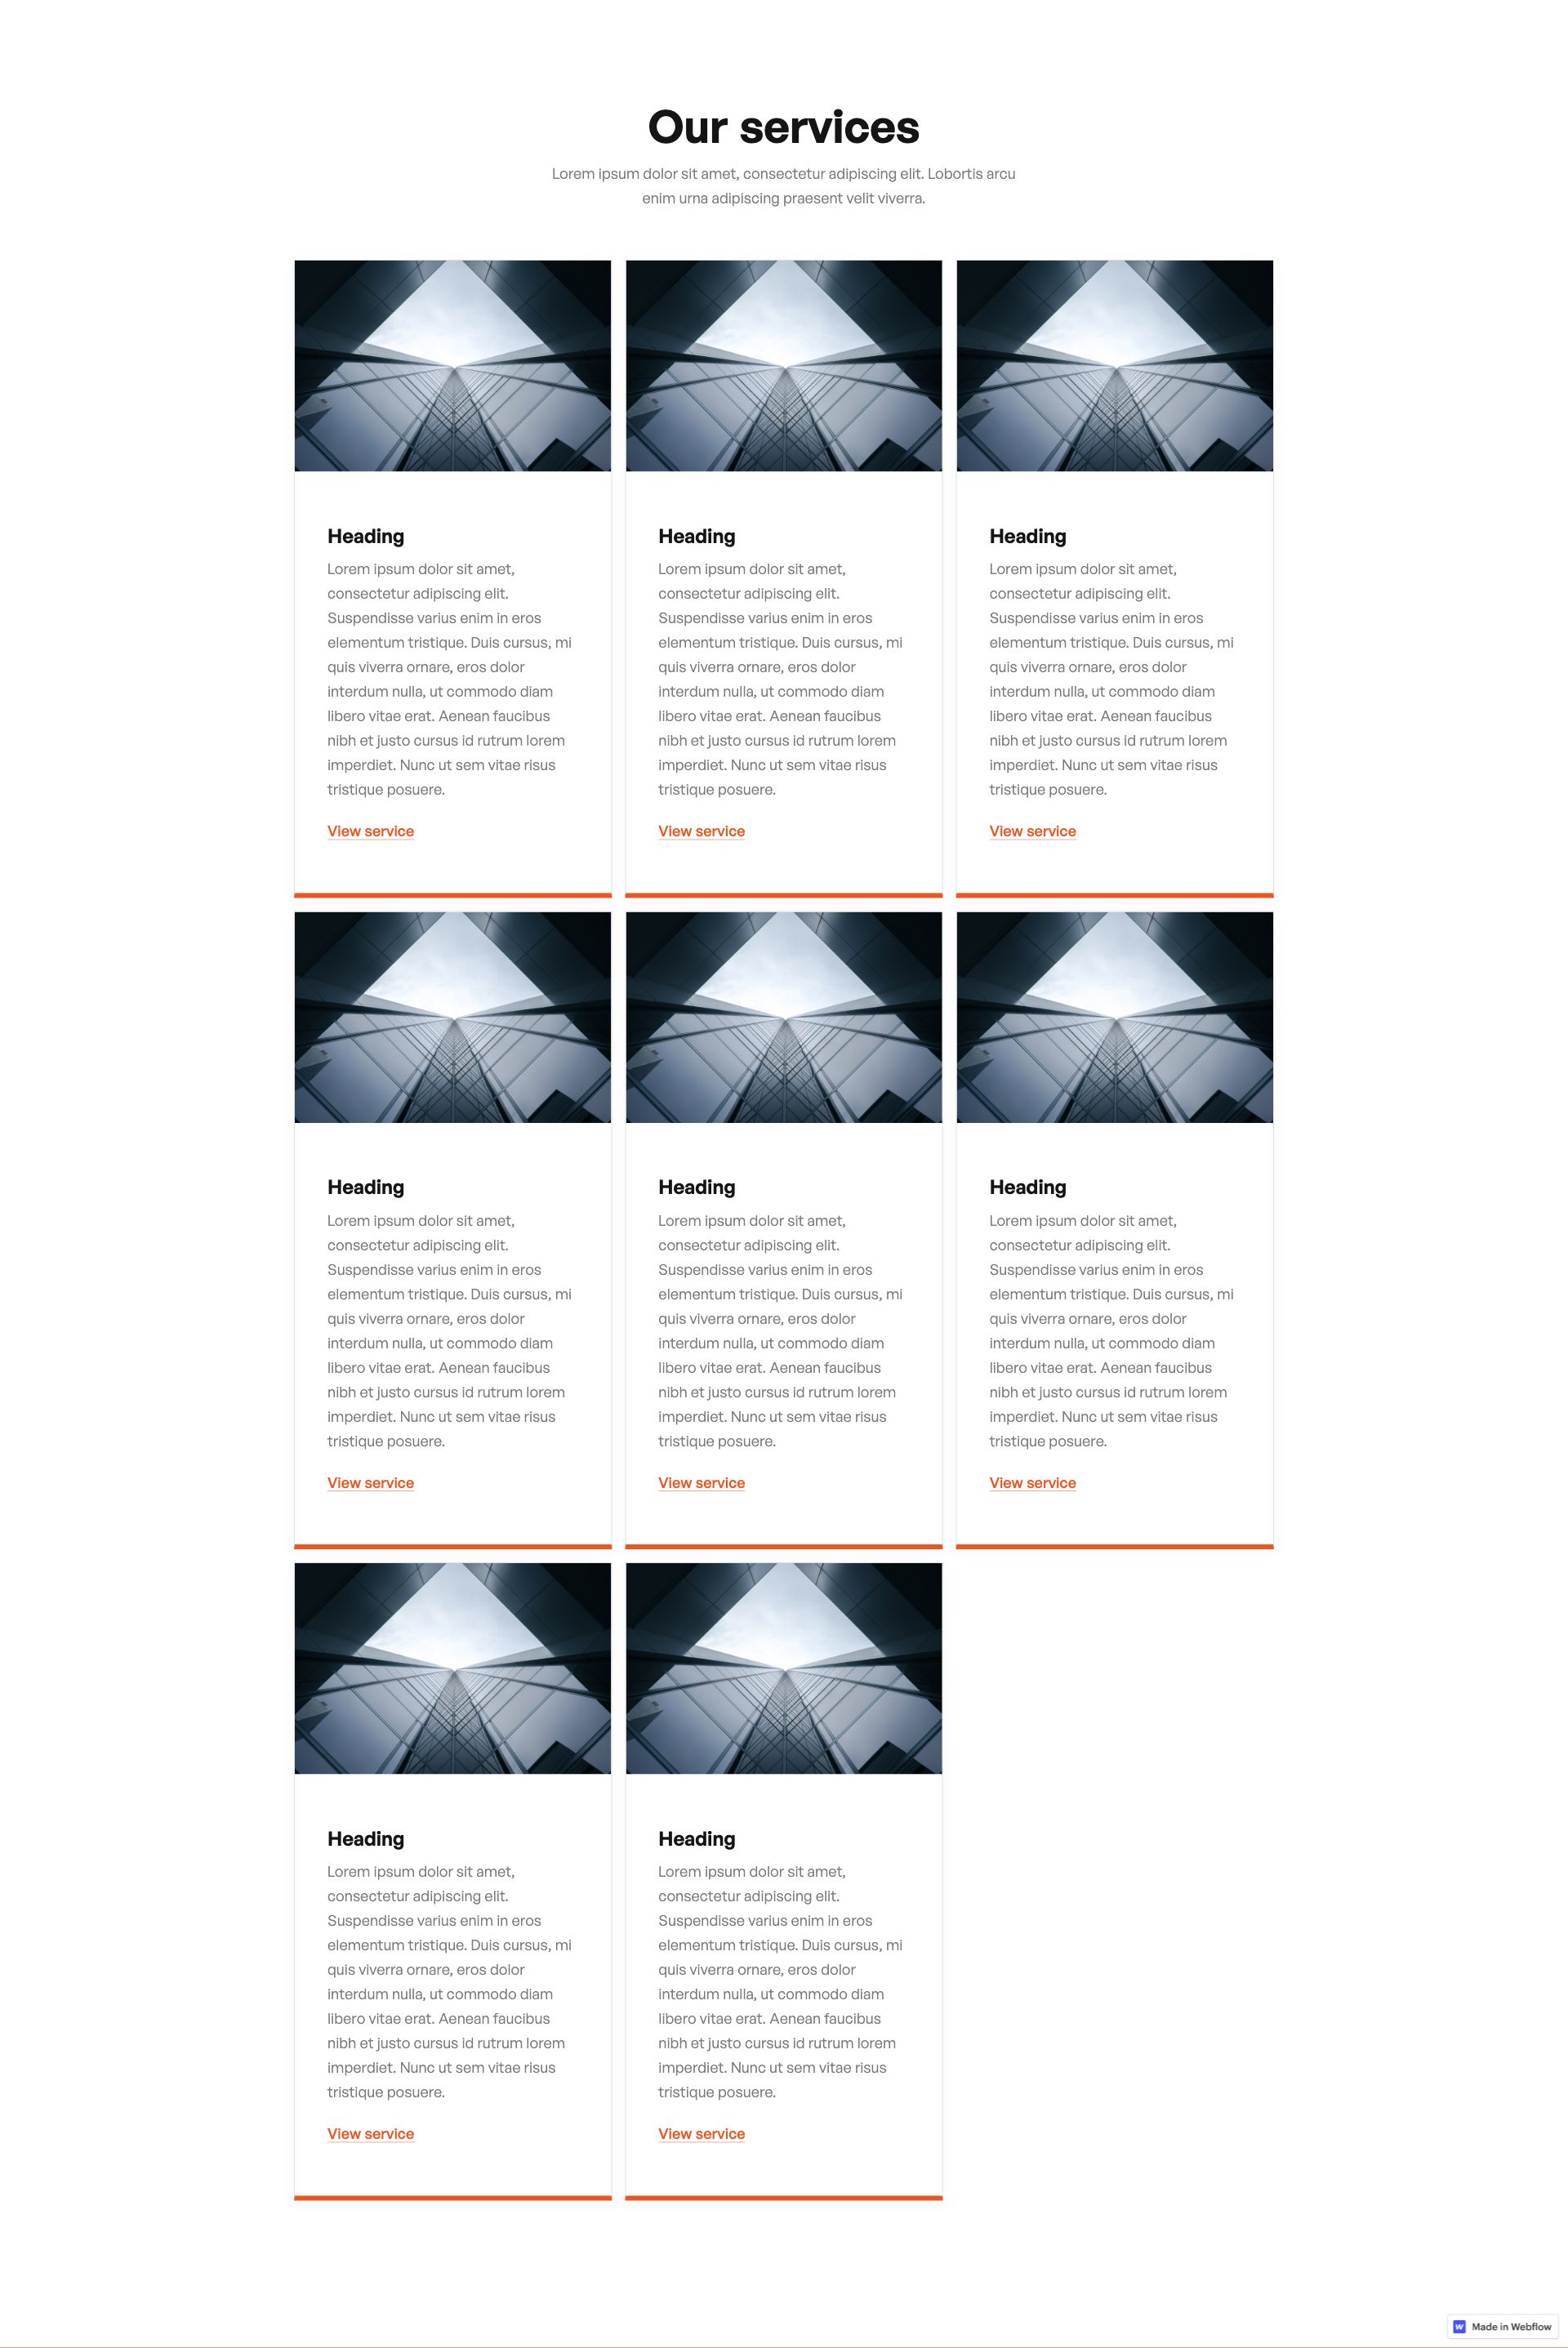 Our services
Lorem ipsum dolor sit amet, consectetur adipiscing elit. Lobortis arcu
enim urna adipiscing praesent velit viverra.
Heading
Lorem ipsum dolor sit amet,
consectetur adipiscing elit.
Suspendisse varius enim in eros
elementum tristique. Duis cursus, mi
quis viverra ornare, eros dolor
interdum nulla, ut commodo diam
libero vitae erat. Aenean faucibus
nibh et justo cursus id rutrum lorem
imperdiet. Nunc ut sem vitae risus
tristique posuere.
View service
Heading
Lorem ipsum dolor sit amet,
consectetur adipiscing elit.
Suspendisse varius enim in eros
elementum tristique. Duis cursus, mi
quis viverra ornare, eros dolor
interdum nulla, ut commodo diam
libero vitae erat. Aenean faucibus
nibh et justo cursus id rutrum lorem
imperdiet. Nunc ut sem vitae risus
tristique posuere.
View service
Heading
Lorem ipsum dolor sit amet,
consectetur adipiscing elit.
Suspendisse varius enim in eros
elementum tristique. Duis cursus, mi
quis viverra ornare, eros dolor
interdum nulla, ut commodo diam
libero vitae erat. Aenean faucibus
nibh et justo cursus id rutrum lorem
imperdiet. Nunc ut sem vitae risus
tristique posuere.
View service
Heading
Lorem ipsum dolor sit amet,
consectetur adipiscing elit.
Suspendisse varius enim in eros
elementum tristique. Duis cursus, mi
quis viverra ornare, eros dolor
interdum nulla, ut commodo diam
libero vitae erat. Aenean faucibus
nibh et justo cursus id rutrum lorem
imperdiet. Nunc ut sem vitae risus
tristique posuere.
View service
Heading
Lorem ipsum dolor sit amet,
consectetur adipiscing elit.
Suspendisse varius enim in eros
elementum tristique. Duis cursus, mi
quis viverra ornare, eros dolor
interdum nulla, ut commodo diam
libero vitae erat. Aenean faucibus
nibh et justo cursus id rutrum lorem
imperdiet. Nunc ut sem vitae risus
tristique posuere.
View service
Heading
Lorem ipsum dolor sit amet,
consectetur adipiscing elit.
Suspendisse varius enim in eros
elementum tristique. Duis cursus, mi
quis viverra ornare, eros dolor
interdum nulla, ut commodo diam
libero vitae erat. Aenean faucibus
nibh et justo cursus id rutrum lorem
imperdiet. Nunc ut sem vitae risus
tristique posuere.
View service
Heading
Lorem ipsum dolor sit amet,
consectetur adipiscing elit.
Suspendisse varius enim in eros
elementum tristique. Duis cursus, mi
quis viverra ornare, eros dolor
interdum nulla, ut commodo diam
libero vitae erat. Aenean faucibus
nibh et justo cursus id rutrum lorem
imperdiet. Nunc ut sem vitae risus
tristique posuere.
View service
Heading
Lorem ipsum dolor sit amet,
consectetur adipiscing elit.
Suspendisse varius enim in eros
elementum tristique. Duis cursus, mi
quis viverra ornare, eros dolor
interdum nulla, ut commodo diam
libero vitae erat. Aenean faucibus
nibh et justo cursus id rutrum lorem
imperdiet. Nunc ut sem vitae risus
tristique posuere.
View service
Made in Webflow